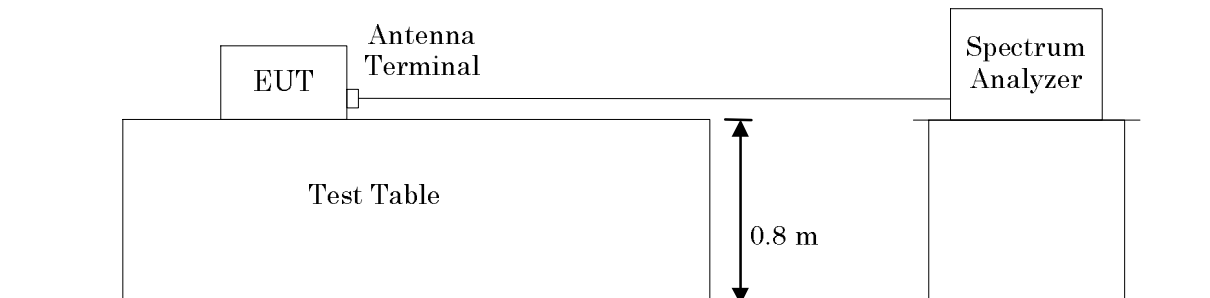 Antenna
Terminal
EUT
Spectrum
Analyzer
Test Table
0.8 m